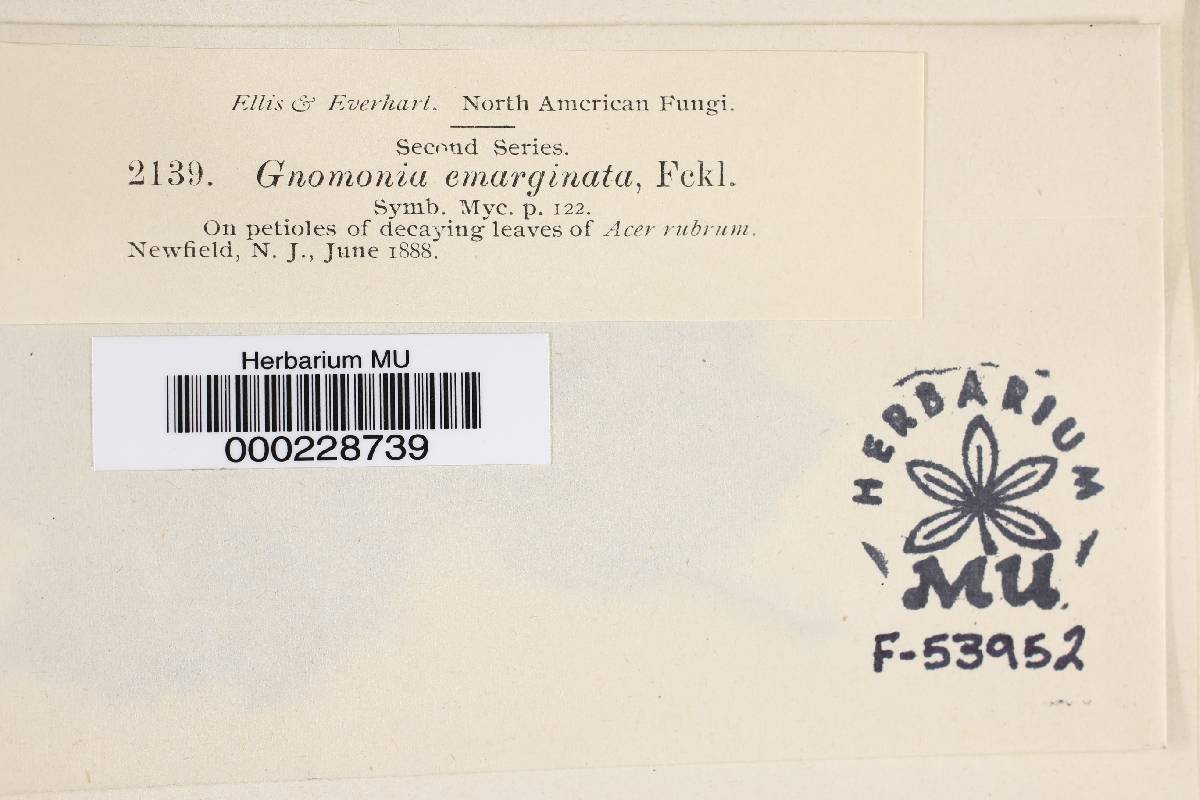 Ellis & Everhart. North American Fungi.
Second Series.
2139. Gnomonia emarginata, Fckl.
Symb. Myc. p. 122.
On petioles of decaying leaves of Acer rubrum.
Newfield, N. J., June 1888.
Herbarium MU
000228739
HERBARIUM
MU
F-53952